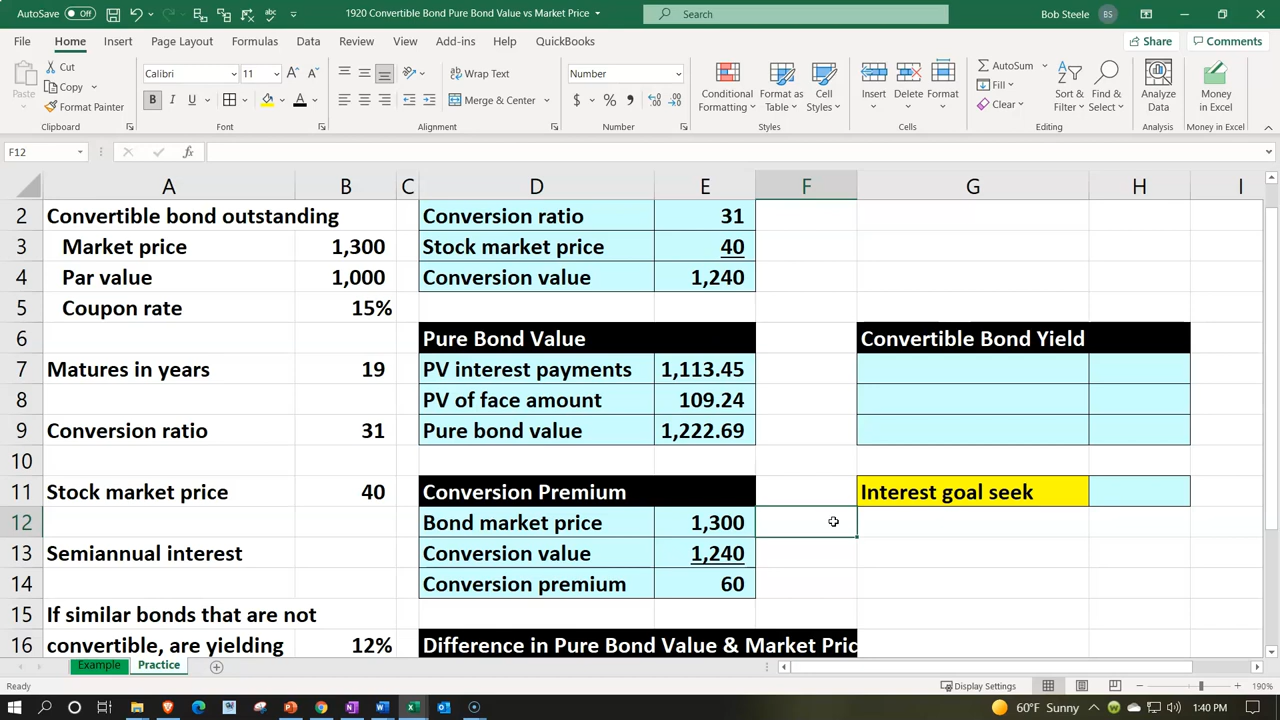 AutoSave Off 1920 Convertible Bond Pure Bond Value vs Market Price Search Bob Steele BS
File Home Insert Page Layout Formulas Data Review View Add-ins Help QuickBooks Share Comments
Paste Cut Copy Format Painter
Clipboard
Calibri 11
B I U A A A
Font
Wrap Text
Merge & Center
Alignment
Number
$ % ,
Number
Conditional Formatting
Format as Table
Cell Styles
Styles
Insert Delete Format
Cells
AutoSum
Fill
Clear
Sort & Filter
Find & Select
Editing
Analyze Data
Analysis
Money in Excel
Money in Excel
F12 fx
A B C D E F G H I
2 Convertible bond outstanding Conversion ratio 31
3 Market price 1,300 Stock market price 40
4 Par value 1,000 Conversion value 1,240
5 Coupon rate 15%
6 Pure Bond Value Convertible Bond Yield
7 Matures in years 19 PV interest payments 1,113.45
8 PV of face amount 109.24
9 Conversion ratio 31 Pure bond value 1,222.69
10
11 Stock market price 40 Conversion Premium Interest goal seek
12 Bond market price 1,300
13 Semiannual interest Conversion value 1,240
14 Conversion premium 60
15 If similar bonds that are not
16 convertible, are yielding 12% Difference in Pure Bond Value & Market Pric
Example Practice
Ready Display Settings 190%
60°F Sunny 1:40 PM